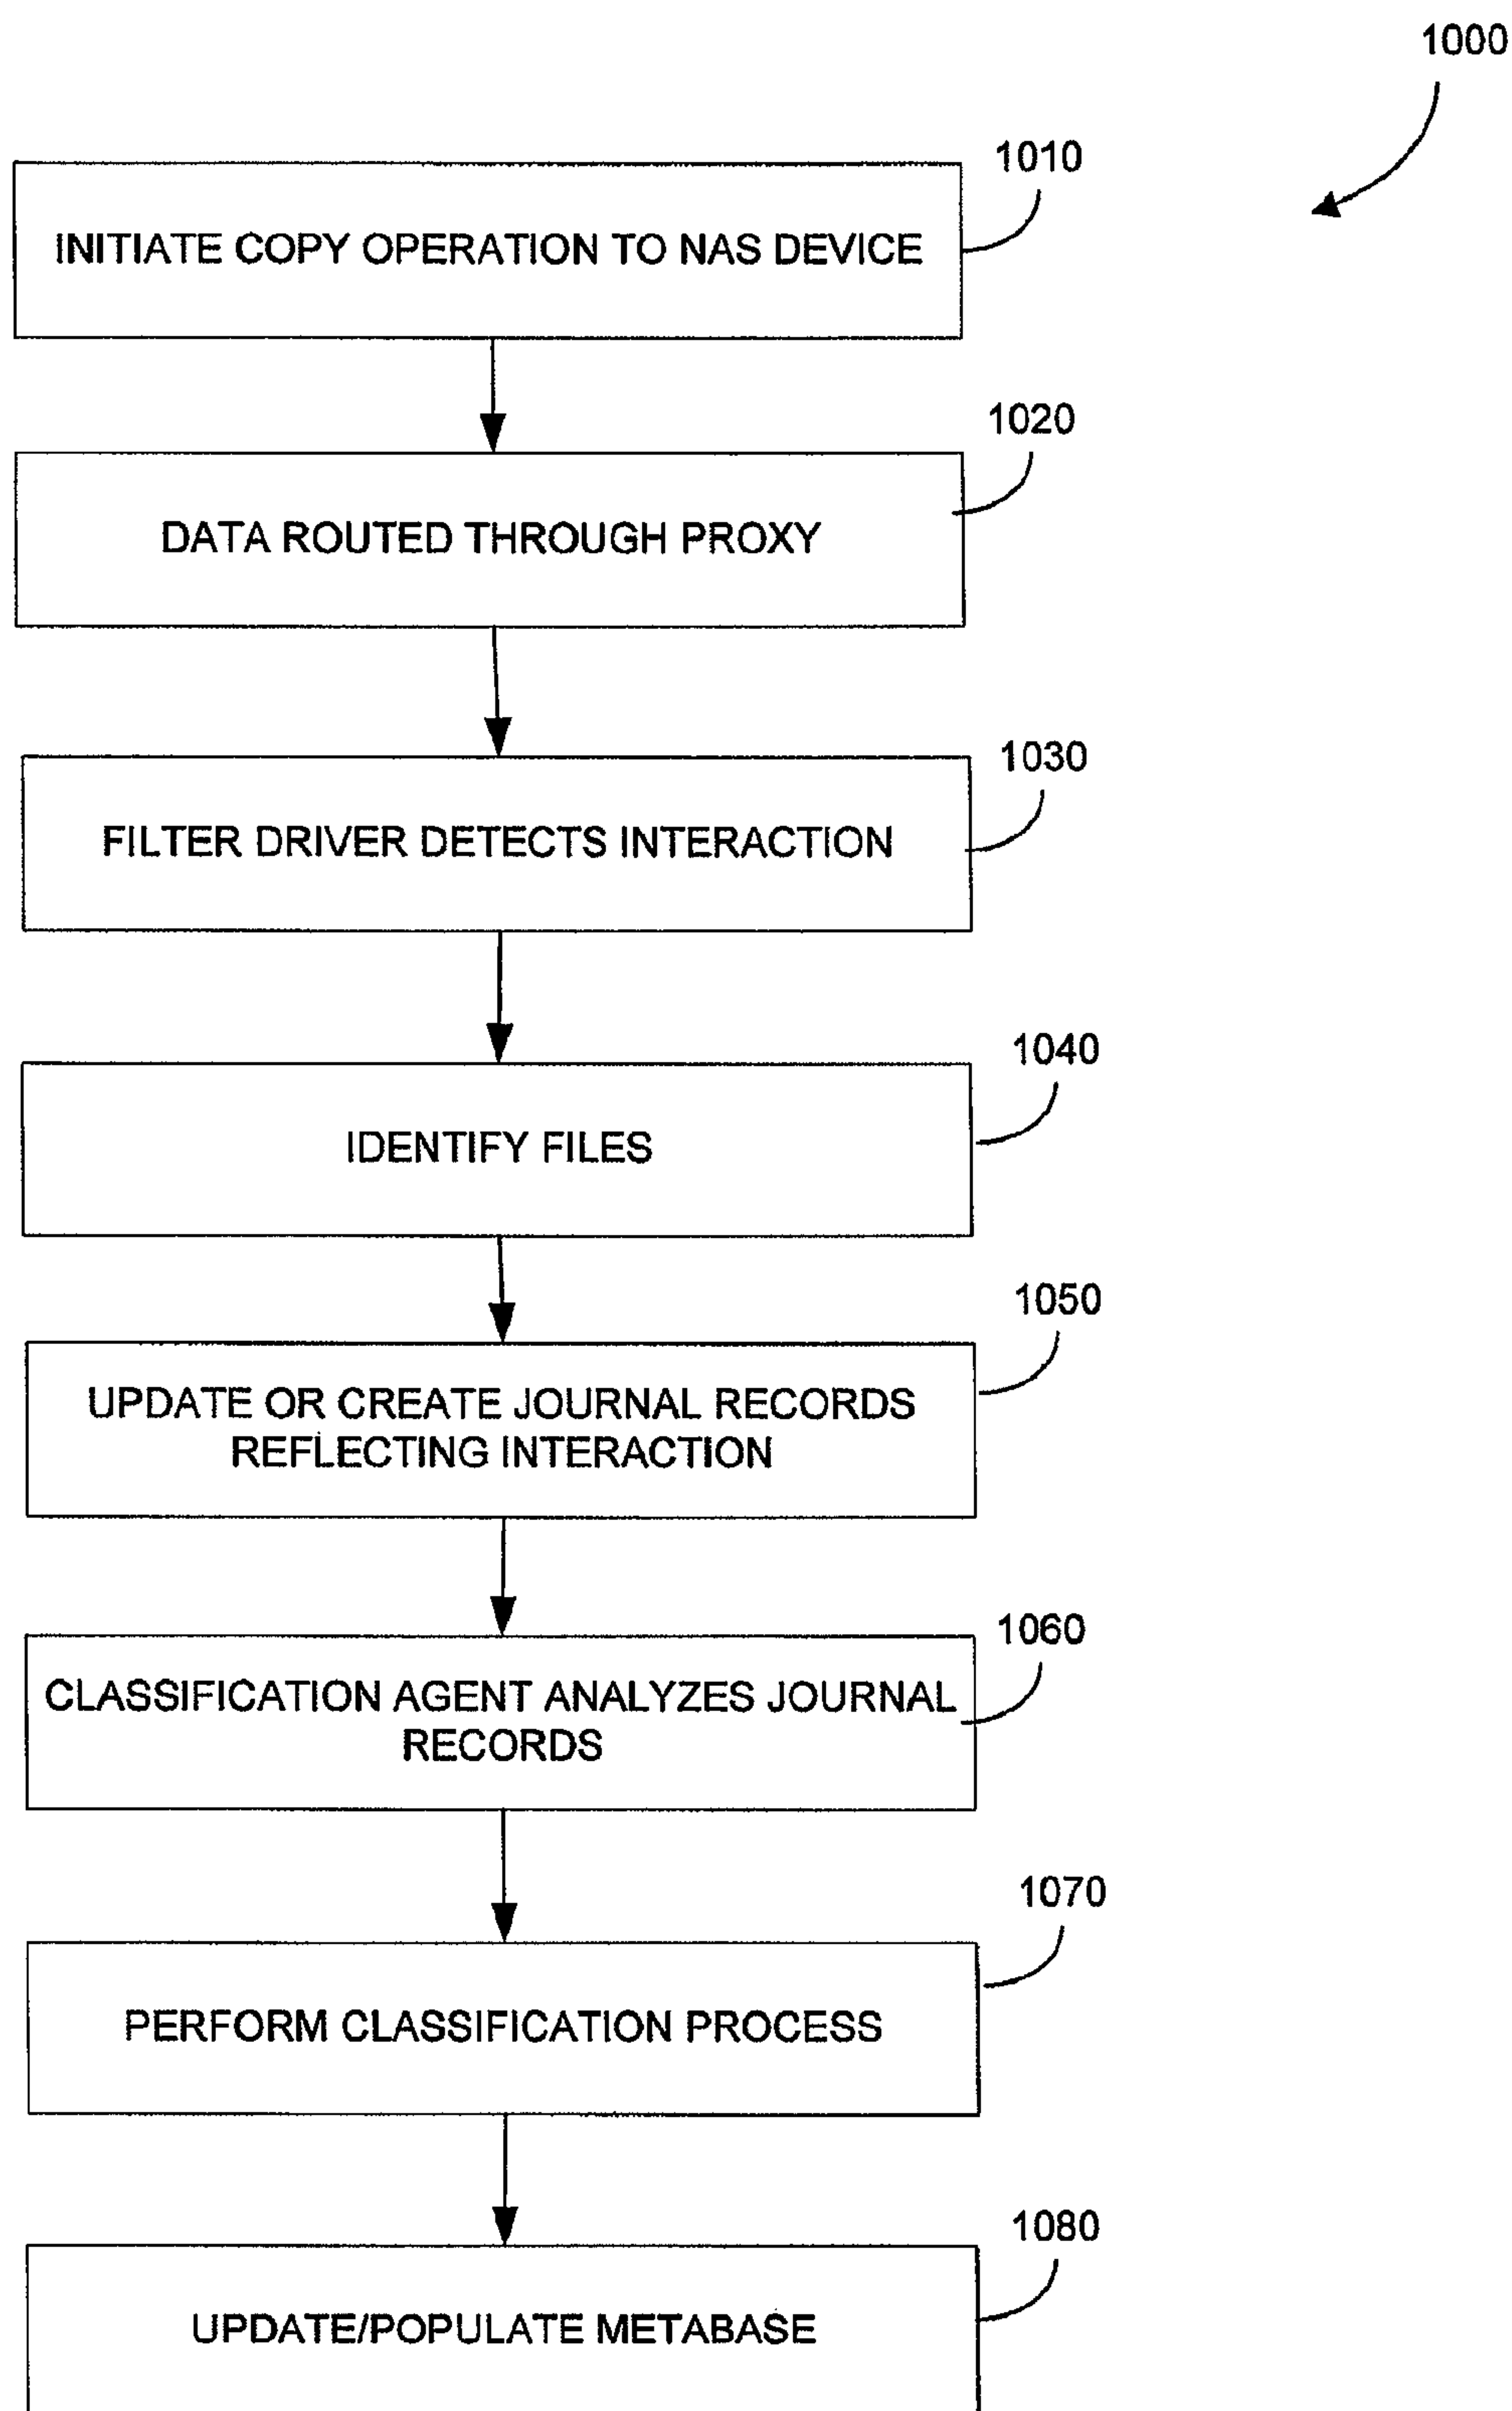 1000
1010
INITIATE COPY OPERATION TO NAS DEVICE
1020
DATA ROUTED THROUGH PROXY
1030
FILTER DRIVER DETECTS INTERACTION
1040
IDENTIFY FILES
1050
UPDATE OR CREATE JOURNAL RECORDS
REFLECTING INTERACTION
1060
CLASSIFICATION AGENT ANALYZES JOURNAL
RECORDS
1070
PERFORM CLASSIFICATION PROCESS
1080
UPDATE/POPULATE METABASE